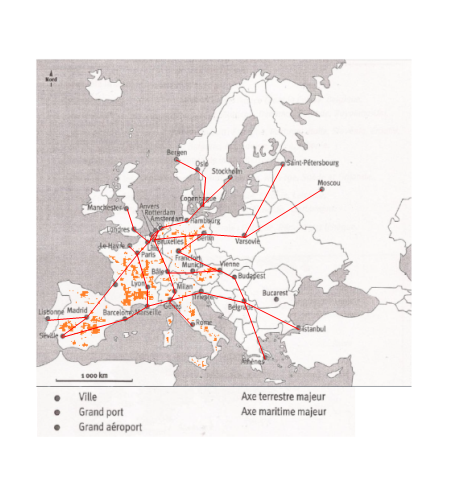 Nord
Bergen
Oslo
Stockholm
Saint-Pétersbourg
Moscou
Copenhague
Manchester
Anvers
Rotterdam
Amsterdam
Hambourg
Londres
Berlin
Varsovie
Bruxelles
Le Havre
Lille
Paris
Francfort
Munich
Vienne
Bâle
Budapest
Lyon
Milan
Bucarest
Belgrade
Lisbonne
Madrid
Barcelone
Marseille
Rome
Istanbul
Séville
Athènes
1 000 km
Ville
Axe terrestre majeur
Grand port
Axe maritime majeur
Grand aéroport